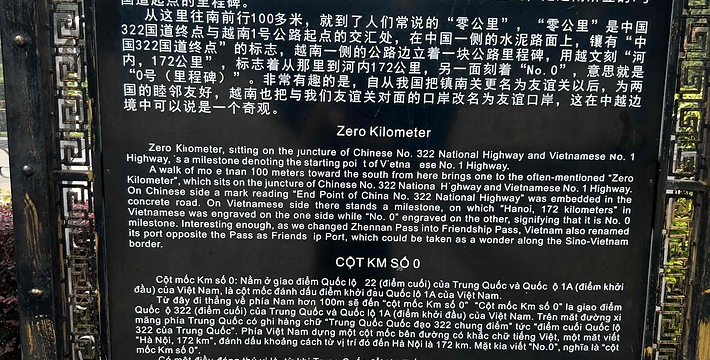 国道起点的里程碑。
从这里往南前行100多米，就到了人们常说的“零公里”，“零公里”是中国
322国道终点与越南1号公路起点的交汇处，在中国一侧的水泥路面上，镶有“中
国322国道终点”的标志，越南一侧的公路边立着一块公路里程碑，用越文刻“河
内，172公里”，标志着从那里到河内172公里，另一面刻着“No.0”，意思就是
“0号（里程碑）”。非常有趣的是，自从我国把镇南关更名为友谊关以后，为两
国的睦邻友好，越南也把与我们友谊关对面的口岸改名为友谊口岸，这在中越边
境中可以说是一个奇观。
Zero Kilometer
Zero Kilometer, sitting on the juncture of Chinese No. 322 National Highway and Vietnamese No. 1
Highway, is a milestone denoting the starting poi t of V etna ese No. 1 Highway.
A walk of mo e tnan 100 meters toward the south from here brings one to the often-mentioned "Zero
Kilometer", which sits on the juncture of Chinese No. 322 Nationa H ghway and Vietnamese No. 1 Highway.
On Chinese side a mark reading "End Point of China No. 322 National Highway" was embedded in the
concrete road. On Vietnamese side there stands a milestone, on which "Hanoi, 172 kilometers" in
Vietnamese was engraved on the one side while "No. 0" engraved on the other, signifying that it is No. 0
milestone. Interesting enough, as we changed Zhennan Pass into Friendship Pass, Vietnam also renamed
its port opposite the Pass as Friends ip Port, which could be taken as a wonder along the Sino-Vietnam
border.
CỘT KM SỐ 0
Cột mốc Km số 0: Nằm ở giao điểm Quốc lộ 22 (điểm cuối) của Trung Quốc và Quốc ộ 1A (điểm khởi
đầu) của Việt Nam, là cột mốc đánh dấu điểm khởi đầu Quốc lộ 1A của Việt Nam.
Từ đây đi thẳng về phía Nam hơn 100m sẽ đến "cột mốc Km số 0" "Cột mốc Km số 0" la giao điểm
Quốc ộ 322 (điểm cuối) của Trung Quốc và Quốc lộ 1A (điểm khởi đầu) của Việt Nam. Trên mặt đường xi
măng phía Trung Quốc có ghi hàng chữ "Trung Quốc Quốc đạo 322 chung điểm" tức "điểm cuối Quốc lộ
322 của Trung Quốc". Phía Việt Nam dựng một cột mốc bên đường có khắc chữ tiếng Việt, một mặt viết
"Hà Nội, 172 km", đánh dấu khoảng cách từ vị trí đó đến Hà Nội là 172 km. Mặt kia viết "No.0", nghĩa là "cột
mốc Km số 0".